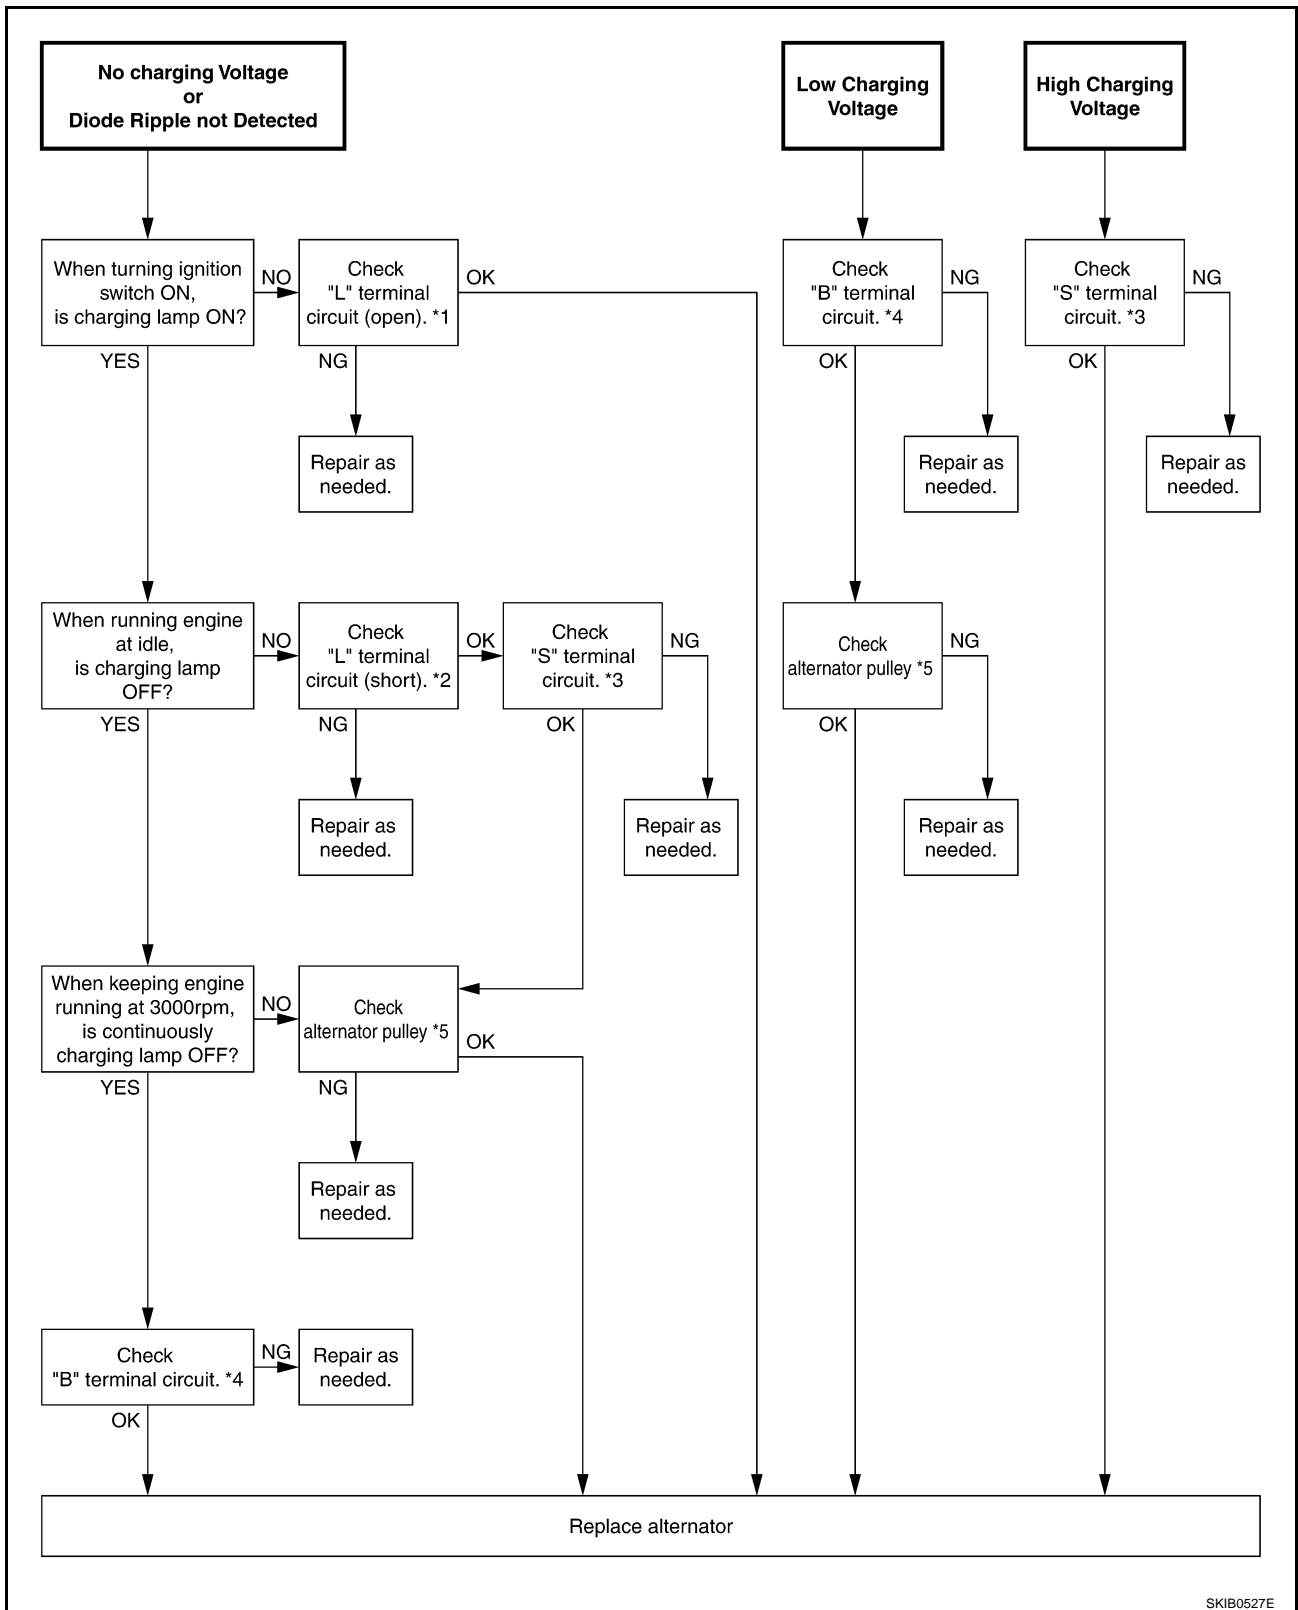 No charging Voltage
or
Diode Ripple not Detected
Low Charging
Voltage
High Charging
Voltage
When turning ignition
switch ON,
is charging lamp ON?
NO
YES
Check
"L" terminal
circuit (open). *1
OK
NG
Repair as
needed.
Check
"B" terminal
circuit. *4
NG
OK
Repair as
needed.
Check
"S" terminal
circuit. *3
NG
OK
Repair as
needed.
When running engine
at idle,
is charging lamp
OFF?
NO
YES
Check
"L" terminal
circuit (short). *2
OK
NG
Repair as
needed.
Check
"S" terminal
circuit. *3
NG
OK
Repair as
needed.
Check
alternator pulley *5
NG
OK
Repair as
needed.
When keeping engine
running at 3000rpm,
is continuously
charging lamp OFF?
NO
YES
Check
alternator pulley *5
OK
NG
Repair as
needed.
Check
"B" terminal circuit. *4
NG
OK
Repair as
needed.
Replace alternator
SKIB0527E